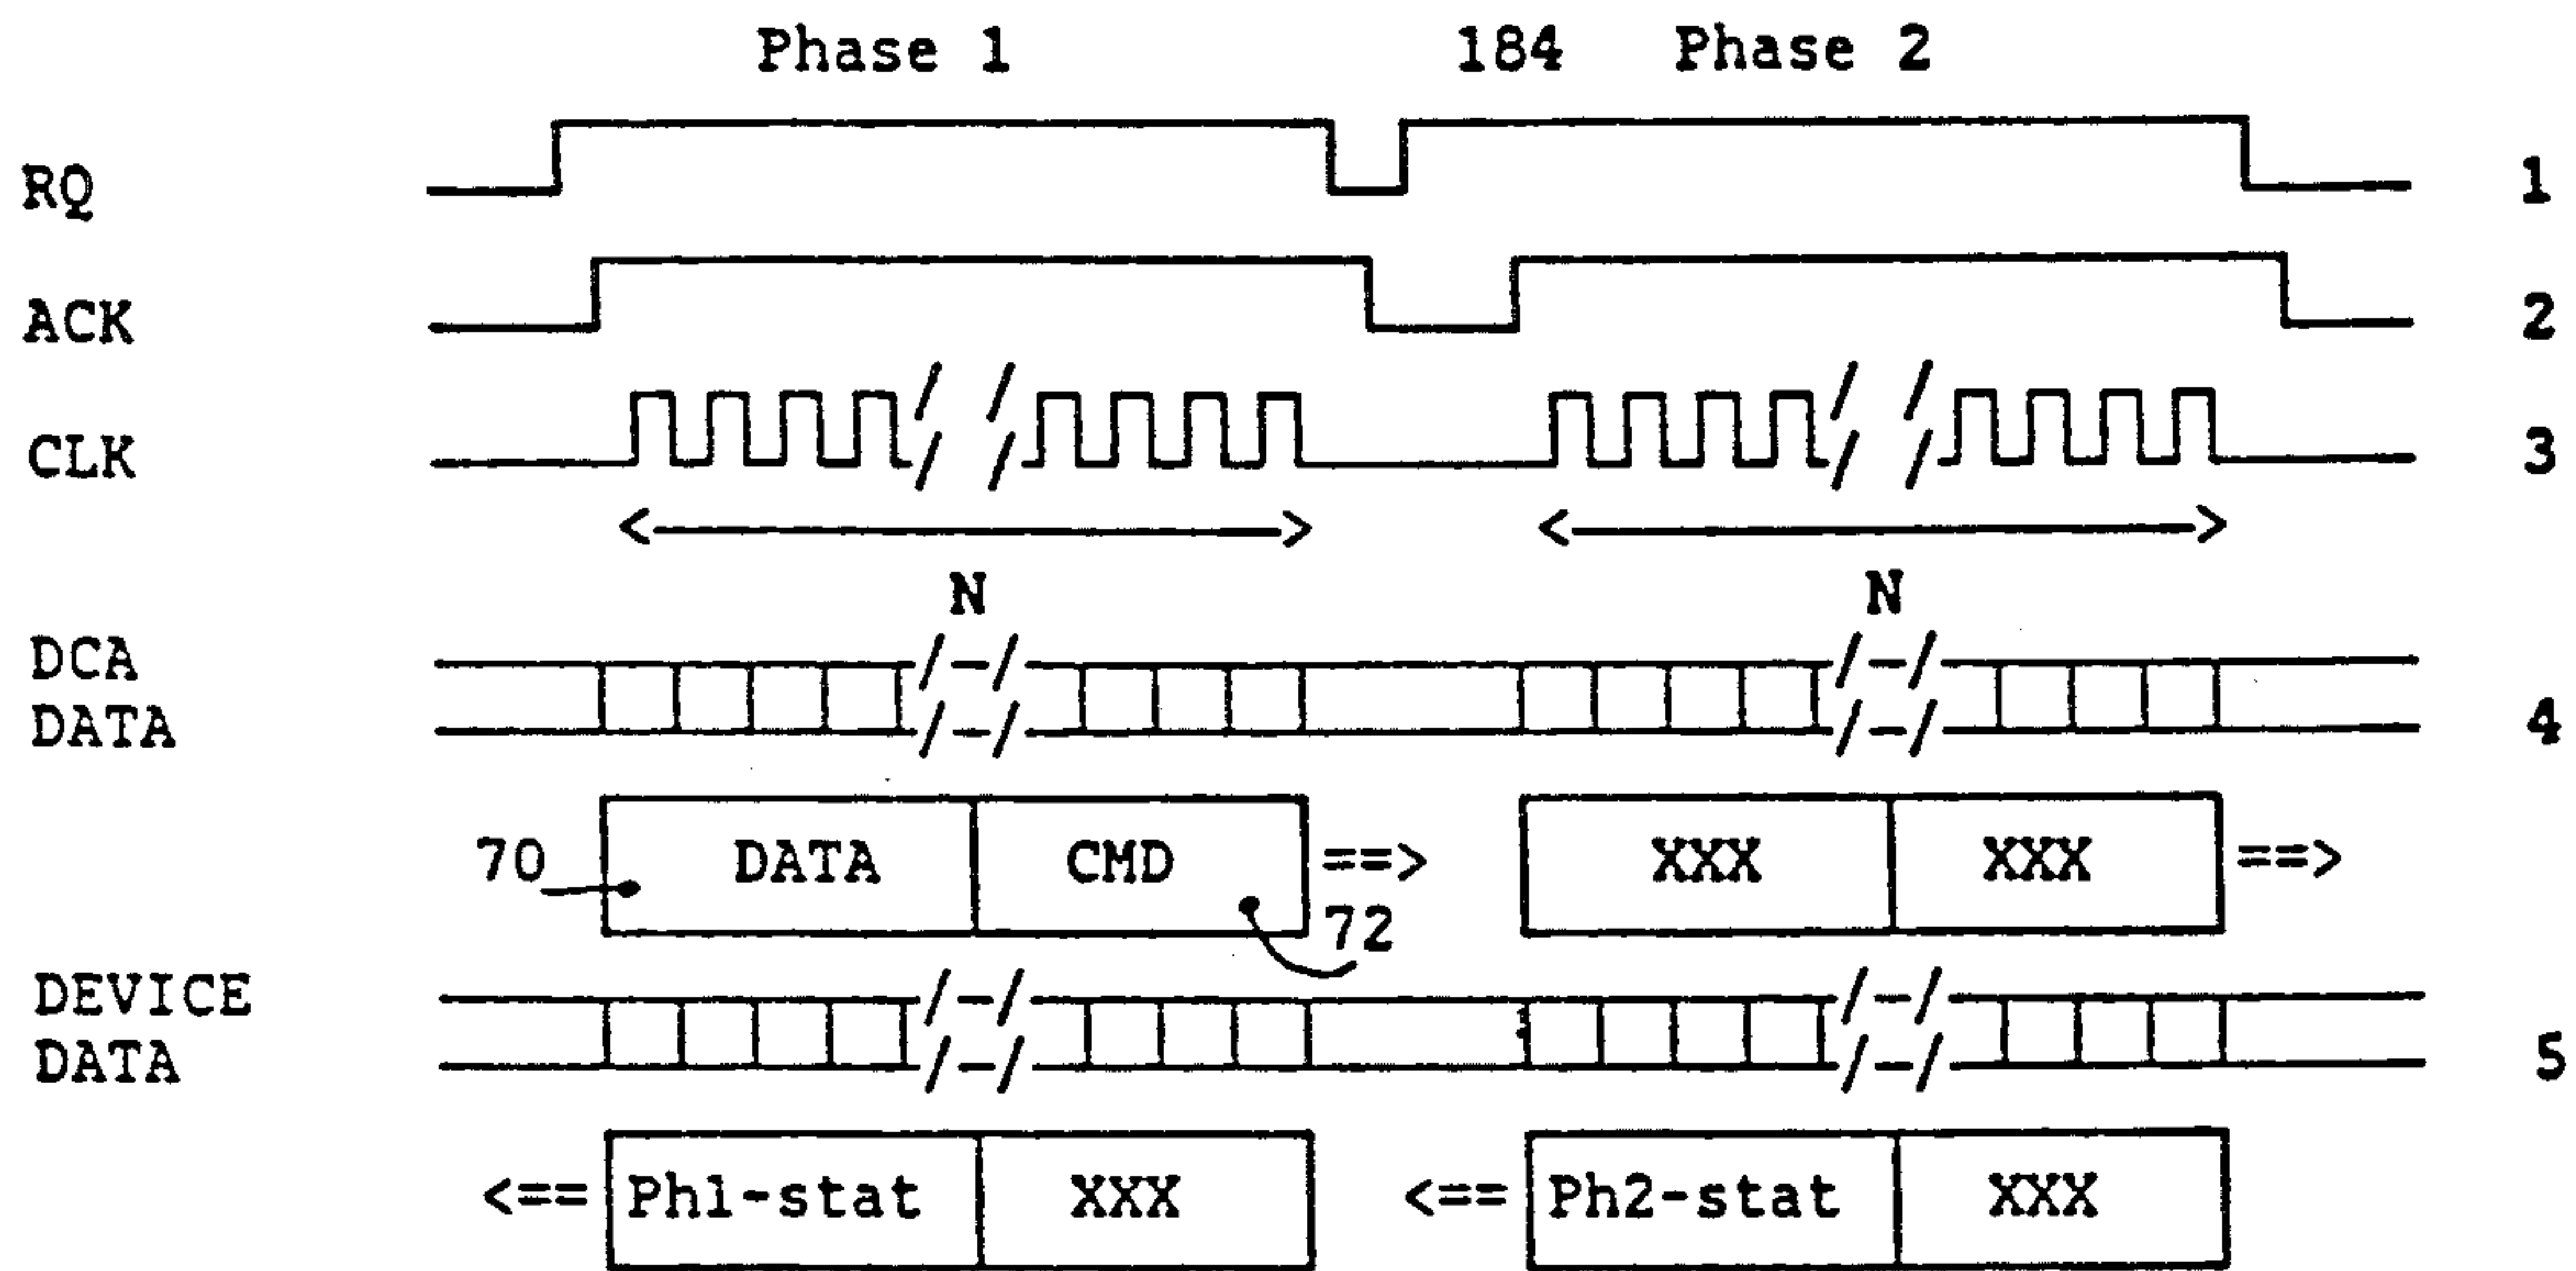 Phase 1 184 Phase 2
RQ 1
ACK 2
CLK 3
N N
DCA
DATA 4
70 DATA CMD ==> XXX XXX ==>
72
DEVICE
DATA 5
<== Ph1-stat XXX <== Ph2-stat XXX